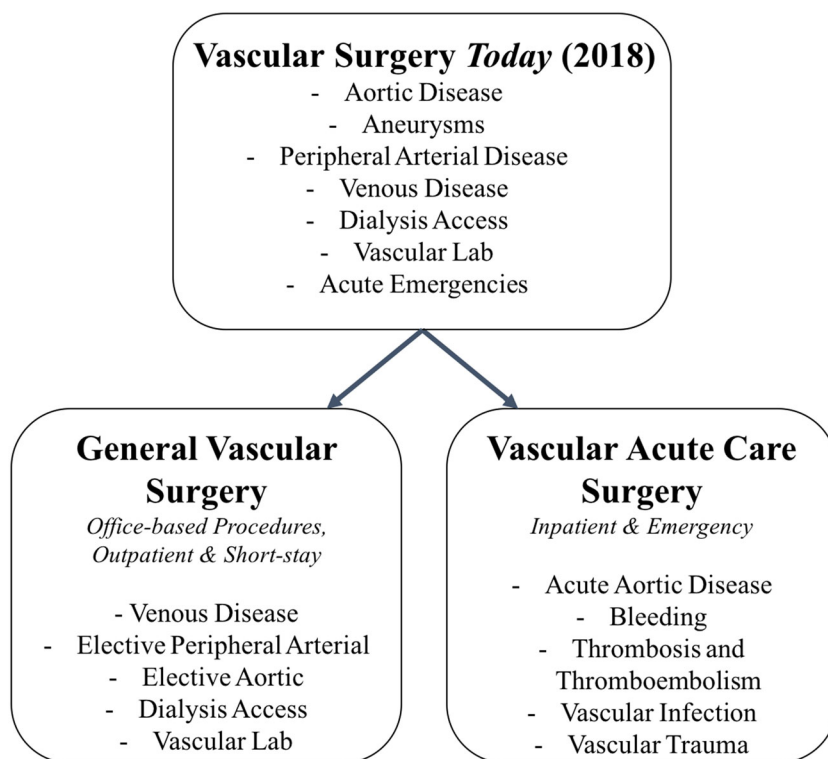 Vascular Surgery Today (2018)
- Aortic Disease
- Aneurysms
- Peripheral Arterial Disease
- Venous Disease
- Dialysis Access
- Vascular Lab
- Acute Emergencies
General Vascular
Surgery
Office-based Procedures,
Outpatient & Short-stay
- Venous Disease
- Elective Peripheral Arterial
- Elective Aortic
- Dialysis Access
- Vascular Lab
Vascular Acute Care
Surgery
Inpatient & Emergency
- Acute Aortic Disease
- Bleeding
- Thrombosis and
Thromboembolism
- Vascular Infection
- Vascular Trauma